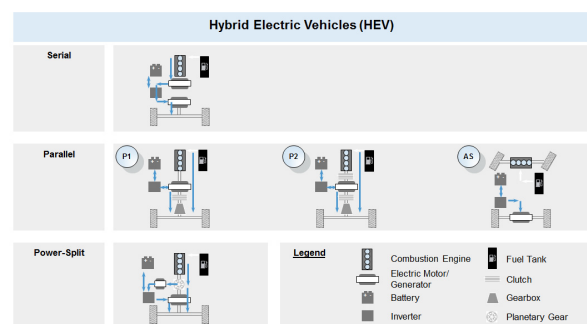 Hybrid Electric Vehicles (HEV)
Serial
Parallel
P1
P2
AS
Power-Split
Legend
Combustion Engine
Electric Motor/
Generator
Battery
Inverter
Fuel Tank
Clutch
Gearbox
Planetary Gear